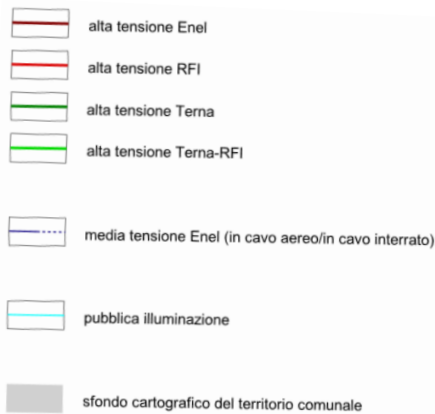 alta tensione Enel
alta tensione RFI
alta tensione Terna
alta tensione Terna-RFI
media tensione Enel (in cavo aereo/in cavo interrato)
pubblica illuminazione
sfondo cartografico del territorio comunale